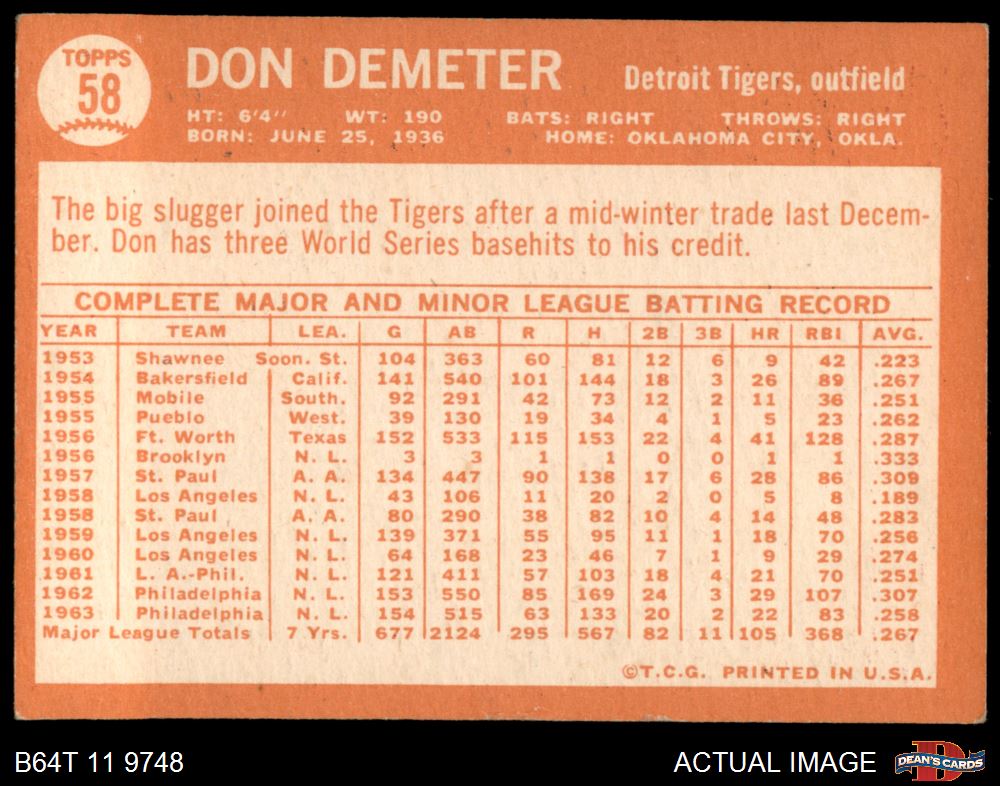 TOPPS
58
DON DEMETER Detroit Tigers, outfield
HT: 6'4" WT: 190 BATS: RIGHT THROWS: RIGHT
BORN: JUNE 25, 1936 HOME: OKLAHOMA CITY, OKLA.
The big slugger joined the Tigers after a mid-winter trade last Decem-
ber. Don has three World Series basehits to his credit.
COMPLETE MAJOR AND MINOR LEAGUE BATTING RECORD
YEAR TEAM LEA. G AB R H 2B 3B HR RBI AVG.
1953 Shawnee Soon. St. 104 363 60 81 12 6 9 42 .223
1954 Bakersfield Calif. 141 540 101 144 18 3 26 89 .267
1955 Mobile South. 92 291 42 73 12 2 11 36 .251
1955 Pueblo West. 39 130 19 34 4 1 5 23 .262
1956 Ft. Worth Texas 152 533 115 153 22 4 41 128 .287
1956 Brooklyn N. L. 3 3 1 1 0 0 1 1 .333
1957 St. Paul A. A. 134 447 90 138 17 6 28 86 .309
1958 Los Angeles N. L. 43 106 11 20 2 0 5 8 .189
1958 St. Paul A. A. 80 290 38 82 10 4 14 48 .283
1959 Los Angeles N. L. 139 371 55 95 11 1 18 70 .256
1960 Los Angeles N. L. 64 168 23 46 7 1 9 29 .274
1961 L. A.-Phil. N. L. 121 411 57 103 18 4 21 70 .251
1962 Philadelphia N. L. 153 550 85 169 24 3 29 107 .307
1963 Philadelphia N. L. 154 515 63 133 20 2 22 83 .258
Major League Totals 7 Yrs. 677 2124 295 567 82 11 105 368 .267
©T.C.G. PRINTED IN U.S.A.
B64T 11 9748 ACTUAL IMAGE DEAN'S CARDS